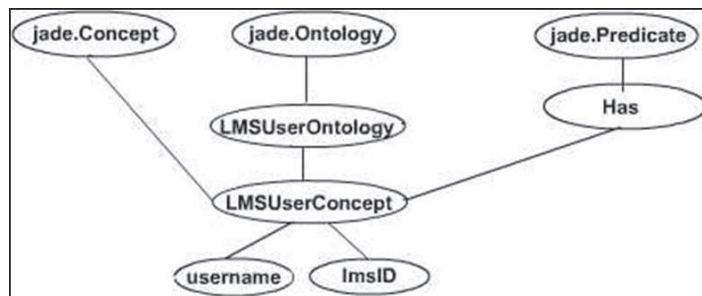 jade.Concept
jade.Ontology
jade.Predicate
Has
LMSUserOntology
LMSUserConcept
username
lmsID